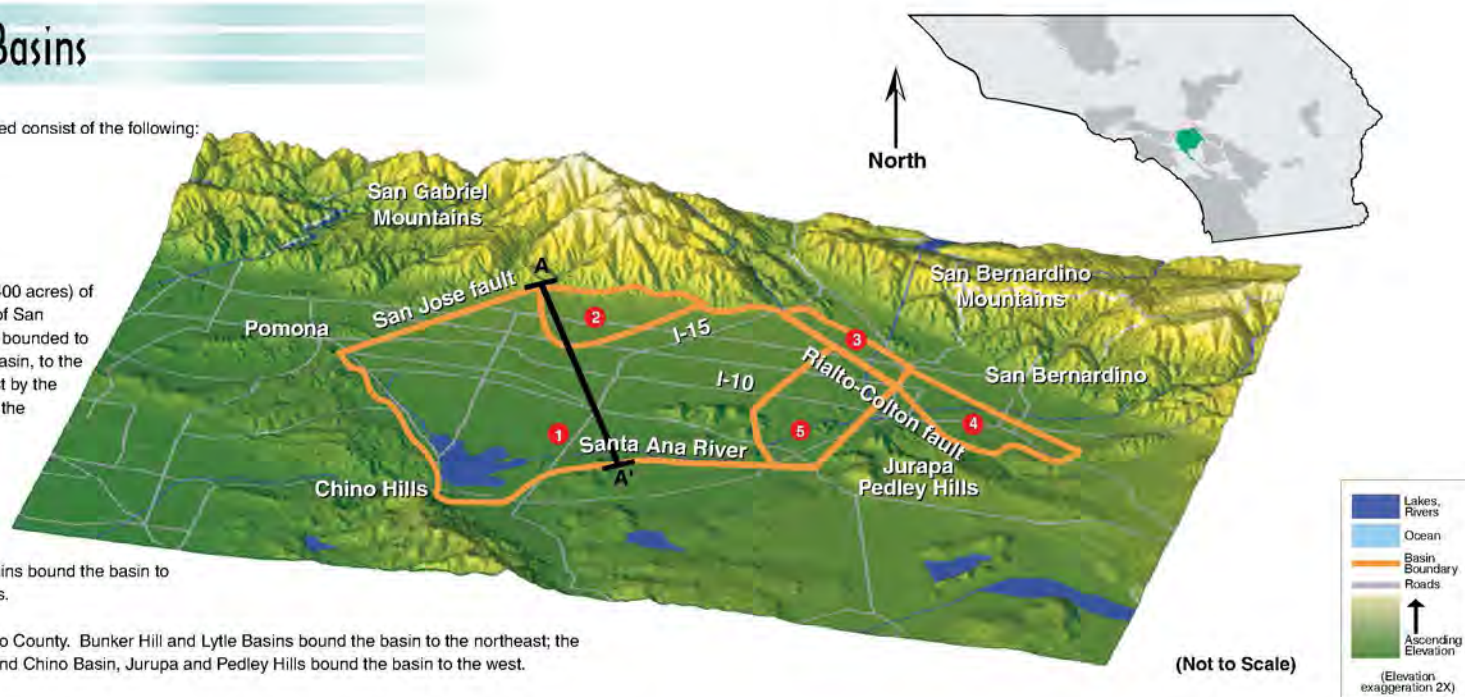 Basins
ed consist of the following:
400 acres) of
of San
bounded to
asin, to the
t by the
the
ins bound the basin to
s.
o County. Bunker Hill and Lytle Basins bound the basin to the northeast; the
nd Chino Basin, Jurupa and Pedley Hills bound the basin to the west.
North
San Gabriel
Mountains
San Bernardino
Mountains
A
San Jose fault
Pomona
2
I-15
3
San Bernardino
I-10
Rialto-Colton fault
4
1
5
Santa Ana River
A'
Jurapa
Pedley Hills
Chino Hills
(Not to Scale)
Lakes,
Rivers
Ocean
Basin
Boundary
Roads
Ascending
Elevation
(Elevation
exaggeration 2X)